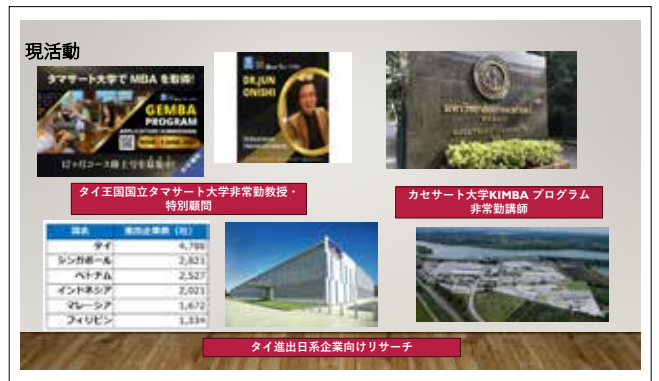 現活動
タマサート大学で MBA を取得!
GEMBA
PROGRAM
DR.JUN
ONISHI
タイ王国国立タマサート大学非常勤教授・
特別顧問
カセサート大学KIMBA プログラム
非常勤講師
国名 進出企業数 (社)
タイ 4,788
シンガポール 2,821
ベトナム 2,527
インドネシア 2,021
マレーシア 1,672
フィリピン 1,334
タイ進出日系企業向けリサーチ